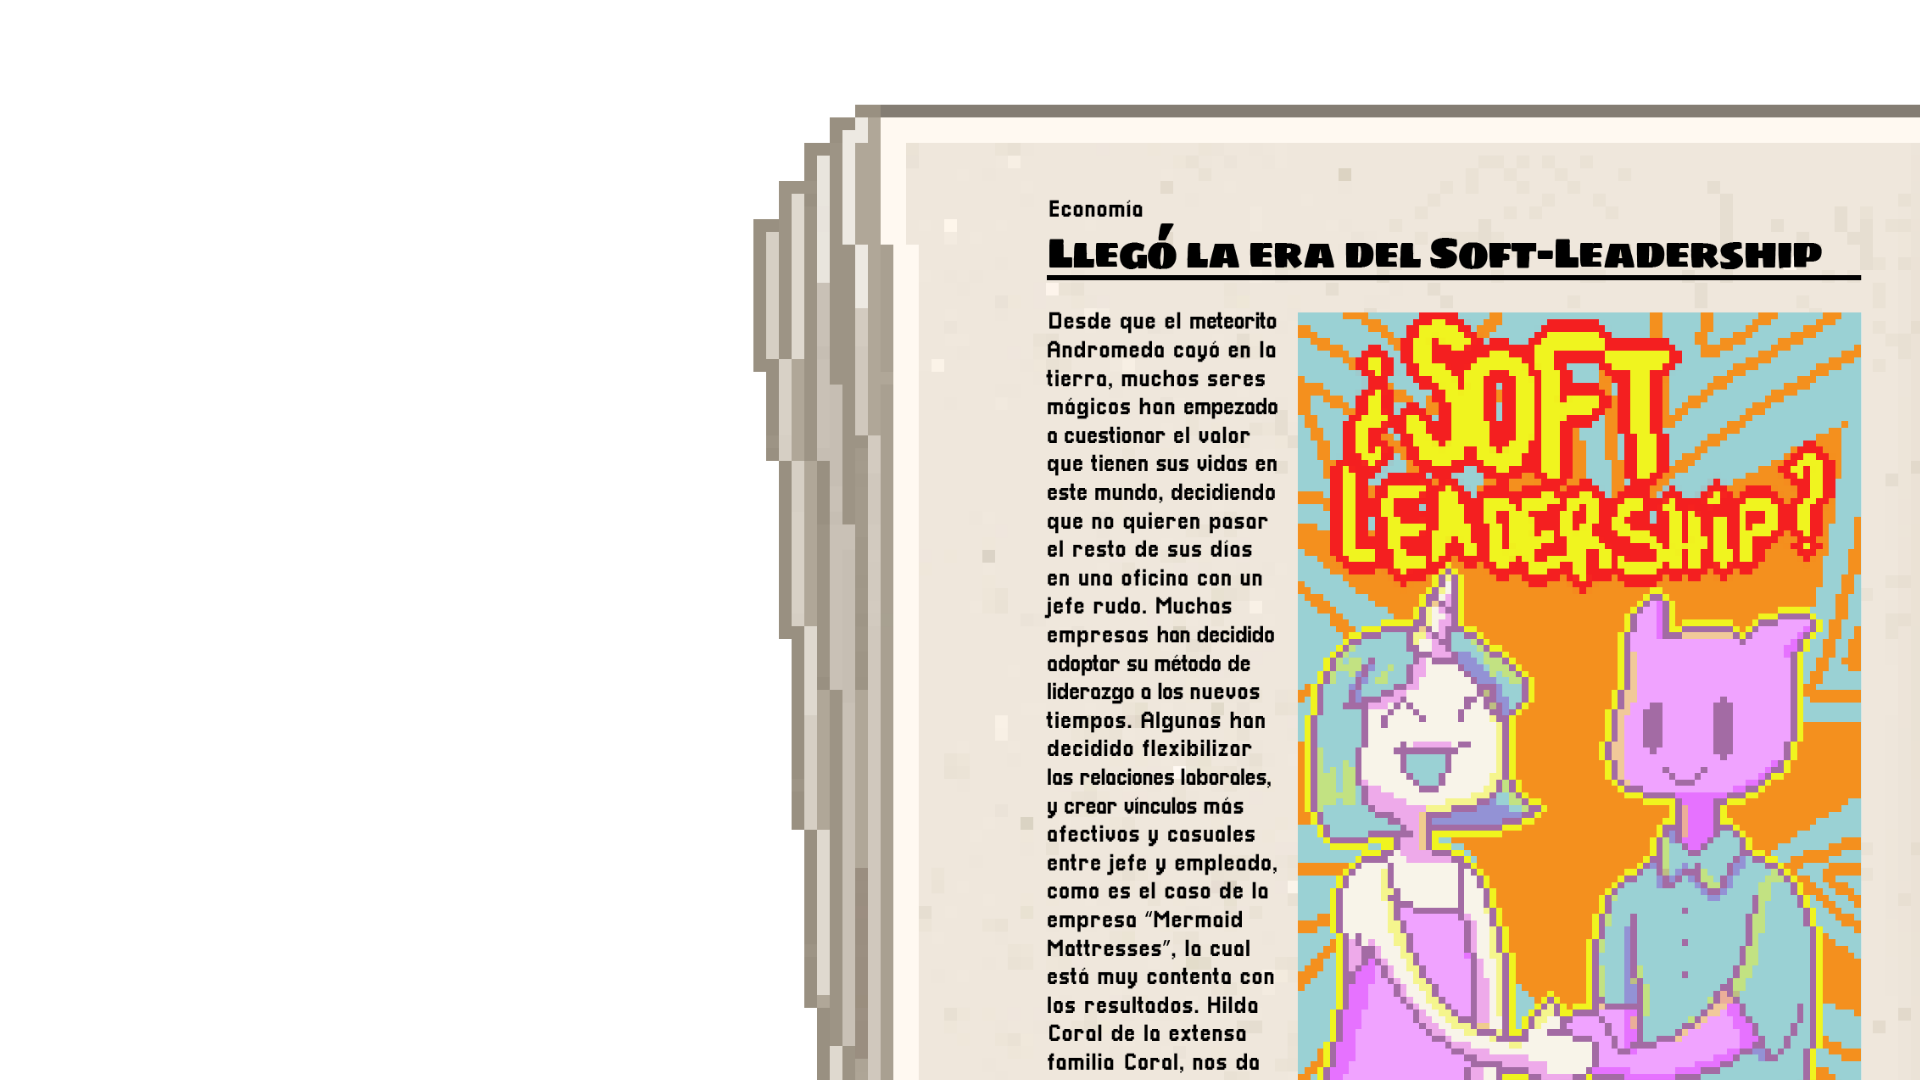 Economía
Llegó la era del Soft-Leadership
Desde que el meteorito
Andromeda cayó en la
tierra, muchos seres
mágicos han empezado
a cuestionar el valor
que tienen sus vidas en
este mundo, decidiendo
que no quieren pasar
el resto de sus días
en una oficina con un
jefe rudo. Muchas
empresas han decidido
adoptar su método de
liderazgo a los nuevos
tiempos. Algunas han
decidido flexibilizar
las relaciones laborales,
y crear vínculos más
afectivos y casuales
entre jefe y empleado,
como es el caso de la
empresa “Mermaid
Mattresses”, la cual
está muy contenta con
los resultados. Hilda
Coral de la extensa
familia Coral, nos da
¿SOFT
LEADERSHiP?